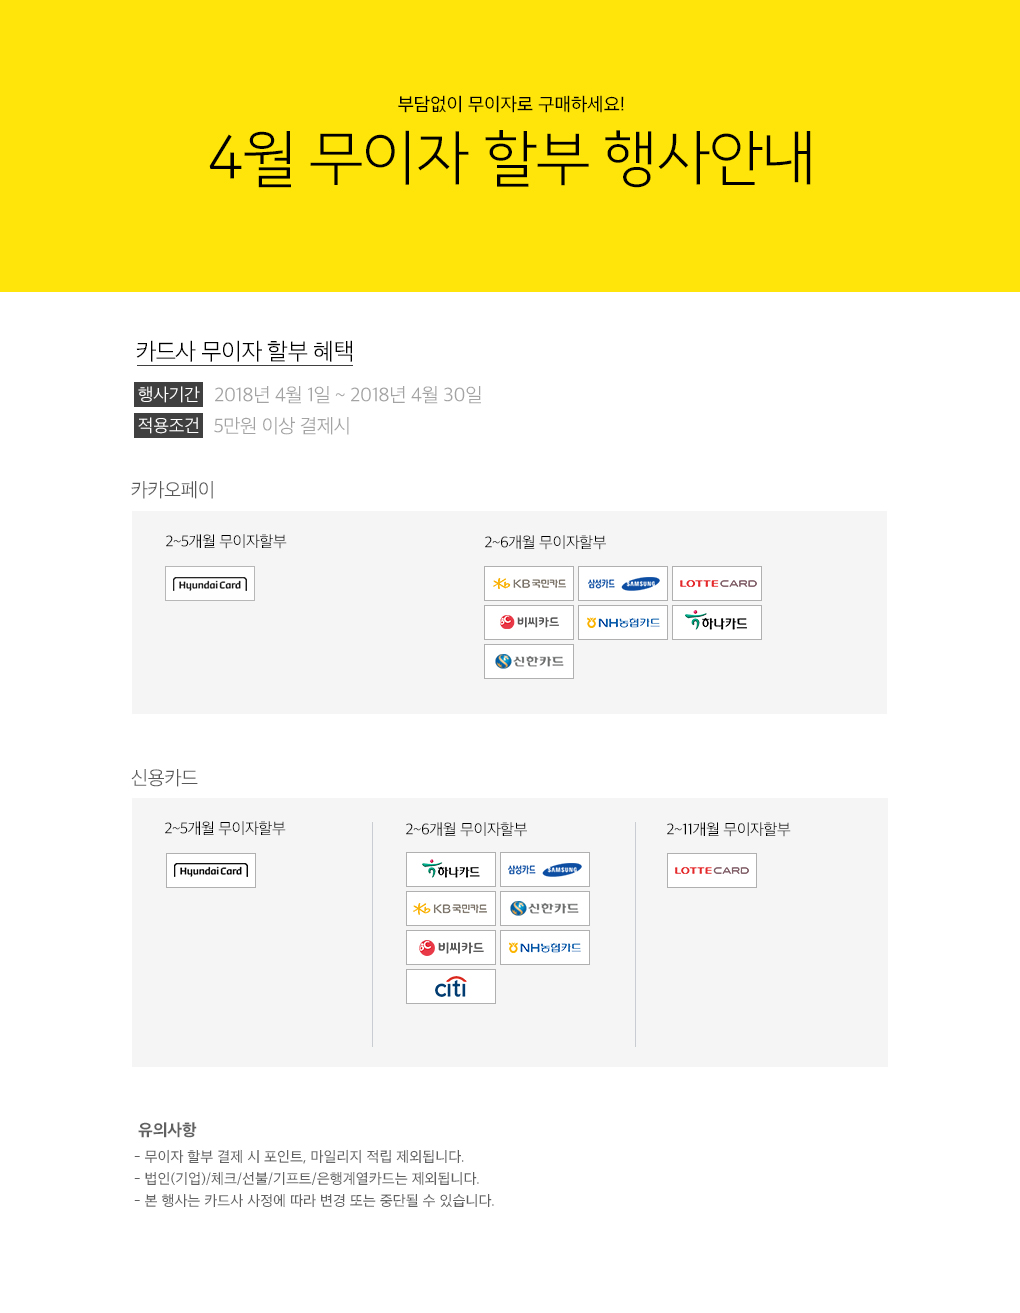 부담없이 무이자로 구매하세요!
4월 무이자 할부 행사안내
카드사 무이자 할부 혜택
행사기간 2018년 4월 1일 ~ 2018년 4월 30일
적용조건 5만원 이상 결제시
카카오페이
2~5개월 무이자할부
Hyundai Card
2~6개월 무이자할부
KB 국민카드 삼성카드 SAMSUNG LOTTE CARD
비씨카드 NH농협카드 하나카드
신한카드
신용카드
2~5개월 무이자할부
Hyundai Card
2~6개월 무이자할부
하나카드 삼성카드 SAMSUNG
KB 국민카드 신한카드
비씨카드 NH농협카드
citi
2~11개월 무이자할부
LOTTE CARD
유의사항
- 무이자 할부 결제 시 포인트, 마일리지 적립 제외됩니다.
- 법인(기업)/체크/선불/기프트/은행계열카드는 제외됩니다.
- 본 행사는 카드사 사정에 따라 변경 또는 중단될 수 있습니다.